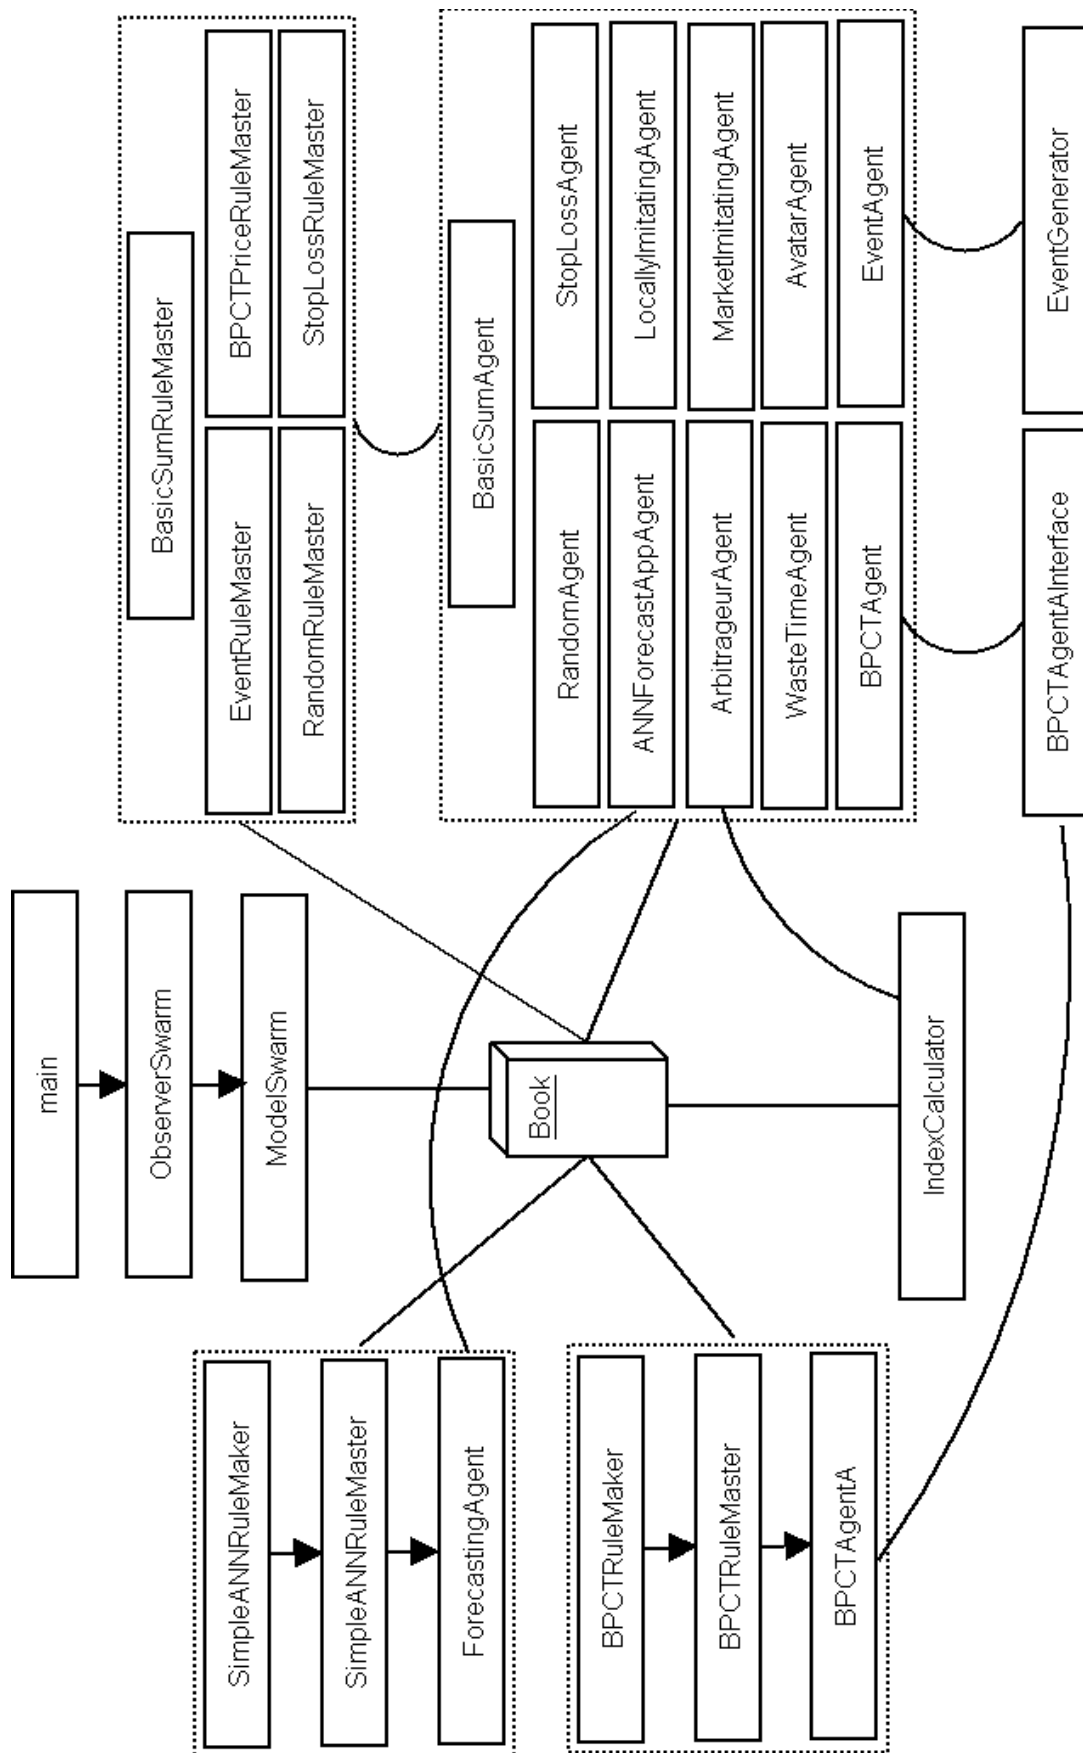 main
ObserverSwarm
ModelSwarm
Book
IndexCalculator
SimpleANNRuleMaker
SimpleANNRuleMaster
ForecastingAgent
BPCTRuleMaker
BPCTRuleMaster
BPCTAgentA
BasicSumRuleMaster
EventRuleMaster
BPCTPriceRuleMaster
RandomRuleMaster
StopLossRuleMaster
BasicSumAgent
RandomAgent
StopLossAgent
ANNForecastAppAgent
LocallyImitatingAgent
ArbitrageurAgent
MarketImitatingAgent
WasteTimeAgent
AvatarAgent
BPCTAgent
EventAgent
BPCTAgentAInterface
EventGenerator